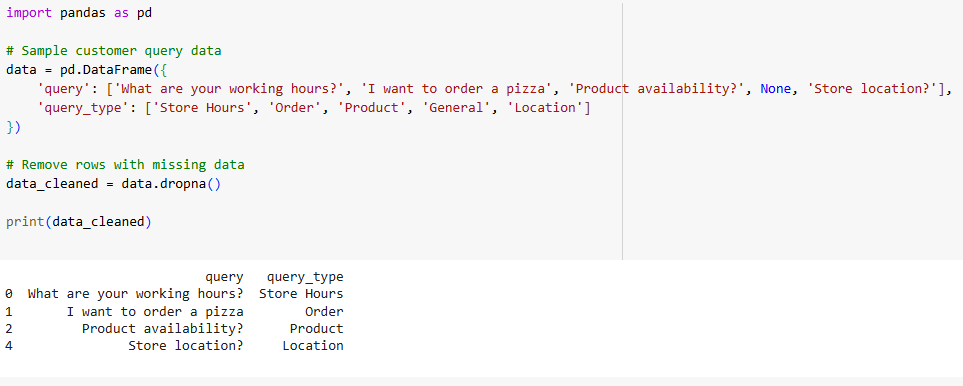 import pandas as pd
# Sample customer query data
data = pd.DataFrame({
    'query': ['What are your working hours?', 'I want to order a pizza', 'Product availability?', None, 'Store location?'],
    'query_type': ['Store Hours', 'Order', 'Product', 'General', 'Location']
})
# Remove rows with missing data
data_cleaned = data.dropna()
print(data_cleaned)
                          query   query_type
0  What are your working hours?  Store Hours
1       I want to order a pizza        Order
2         Product availability?      Product
4               Store location?     Location